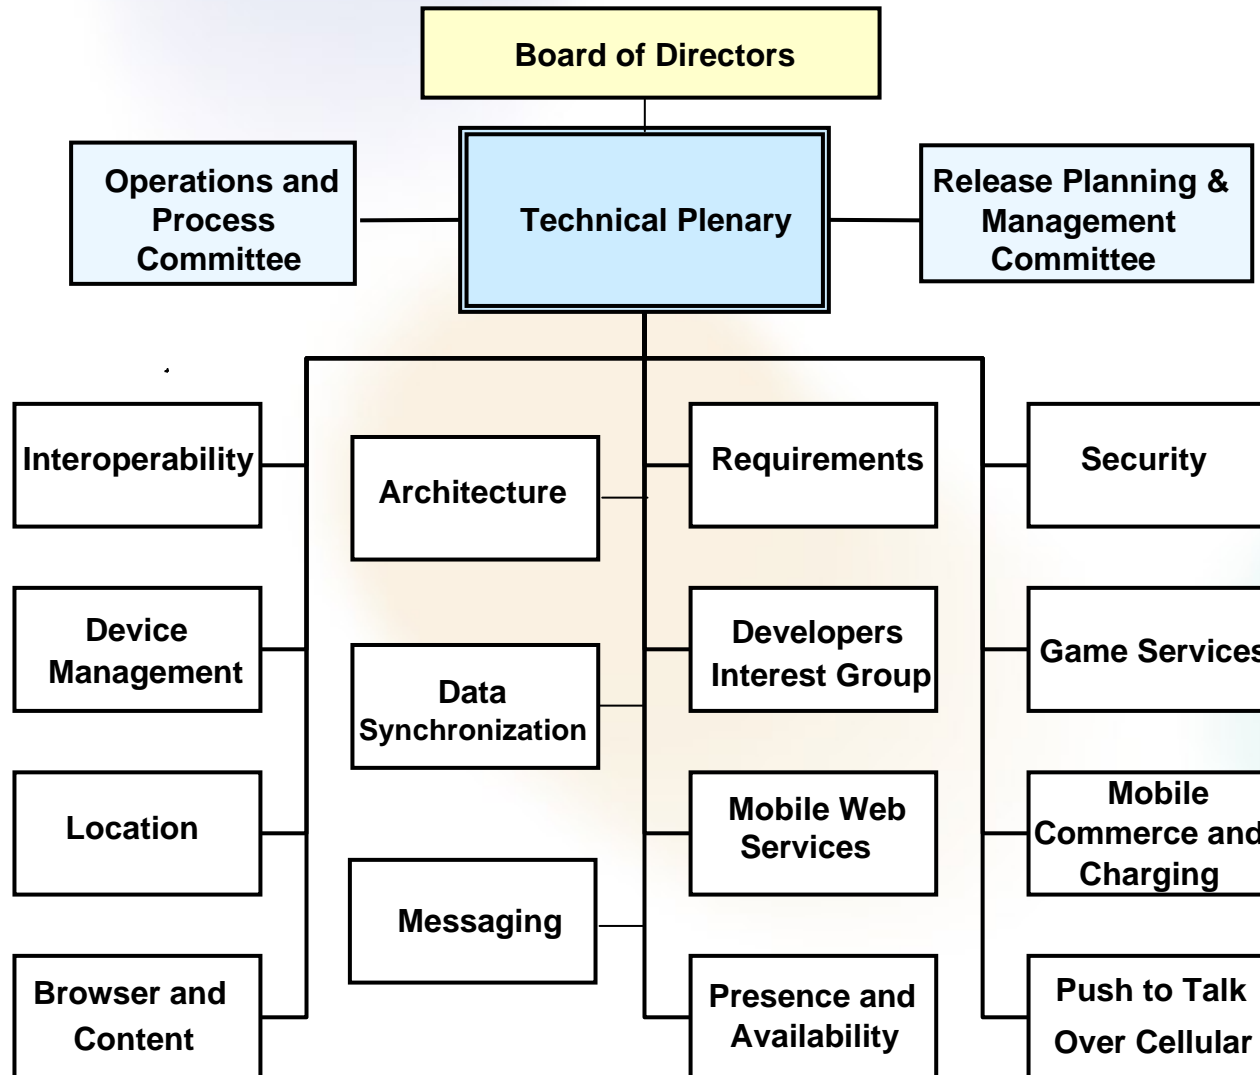 Board of Directors
Operations and
Process
Committee
Technical Plenary
Release Planning &
Management
Committee
Interoperability
Architecture
Requirements
Security
Device
Management
Data
Synchronization
Developers
Interest Group
Game Services
Location
Messaging
Mobile Web
Services
Mobile
Commerce and
Charging
Browser and
Content
Presence and
Availability
Push to Talk
Over Cellular